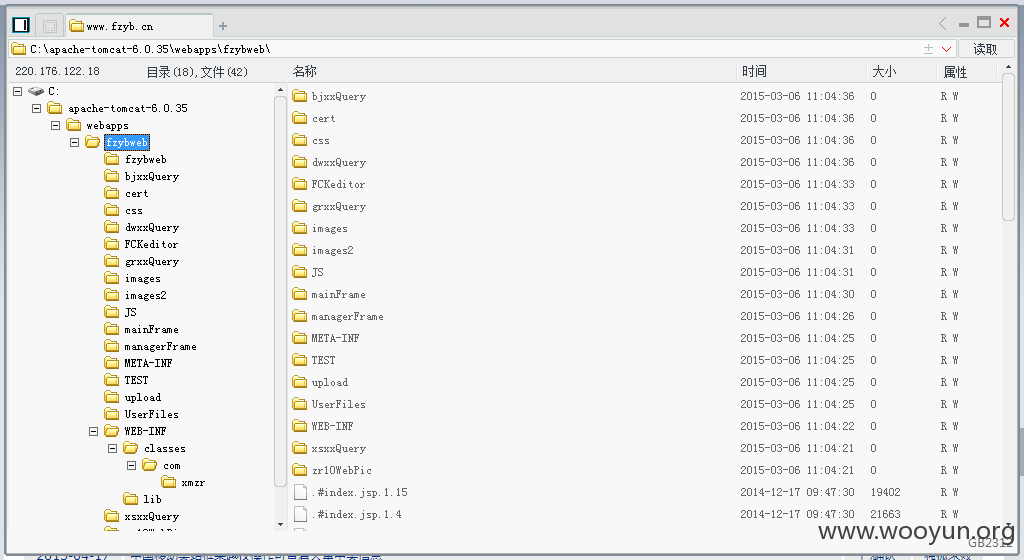 www.fzyb.cn
C:\apache-tomcat-6.0.35\webapps\fzybweb\ 读取
220.176.122.18 目录(18),文件(42) 名称 时间 大小 属性
C:
apache-tomcat-6.0.35
webapps
fzybweb
fzybweb
bjxxQuery
cert
css
dwxxQuery
FCKeditor
grxxQuery
images
images2
JS
mainFrame
managerFrame
META-INF
TEST
upload
UserFiles
WEB-INF
classes
com
xmzr
lib
xsxxQuery
bjxxQuery 2015-03-06 11:04:36 0 R W
cert 2015-03-06 11:04:36 0 R W
css 2015-03-06 11:04:36 0 R W
dwxxQuery 2015-03-06 11:04:36 0 R W
FCKeditor 2015-03-06 11:04:33 0 R W
grxxQuery 2015-03-06 11:04:33 0 R W
images 2015-03-06 11:04:33 0 R W
images2 2015-03-06 11:04:31 0 R W
JS 2015-03-06 11:04:31 0 R W
mainFrame 2015-03-06 11:04:30 0 R W
managerFrame 2015-03-06 11:04:26 0 R W
META-INF 2015-03-06 11:04:25 0 R W
TEST 2015-03-06 11:04:25 0 R W
upload 2015-03-06 11:04:25 0 R W
UserFiles 2015-03-06 11:04:25 0 R W
WEB-INF 2015-03-06 11:04:22 0 R W
xsxxQuery 2015-03-06 11:04:21 0 R W
zr10WebPic 2015-03-06 11:04:21 0 R W
.#index.jsp.1.15 2014-12-17 09:47:30 19402 R W
.#index.jsp.1.4 2014-12-17 09:47:30 21663 R W
www.wooyun.org
GB2312